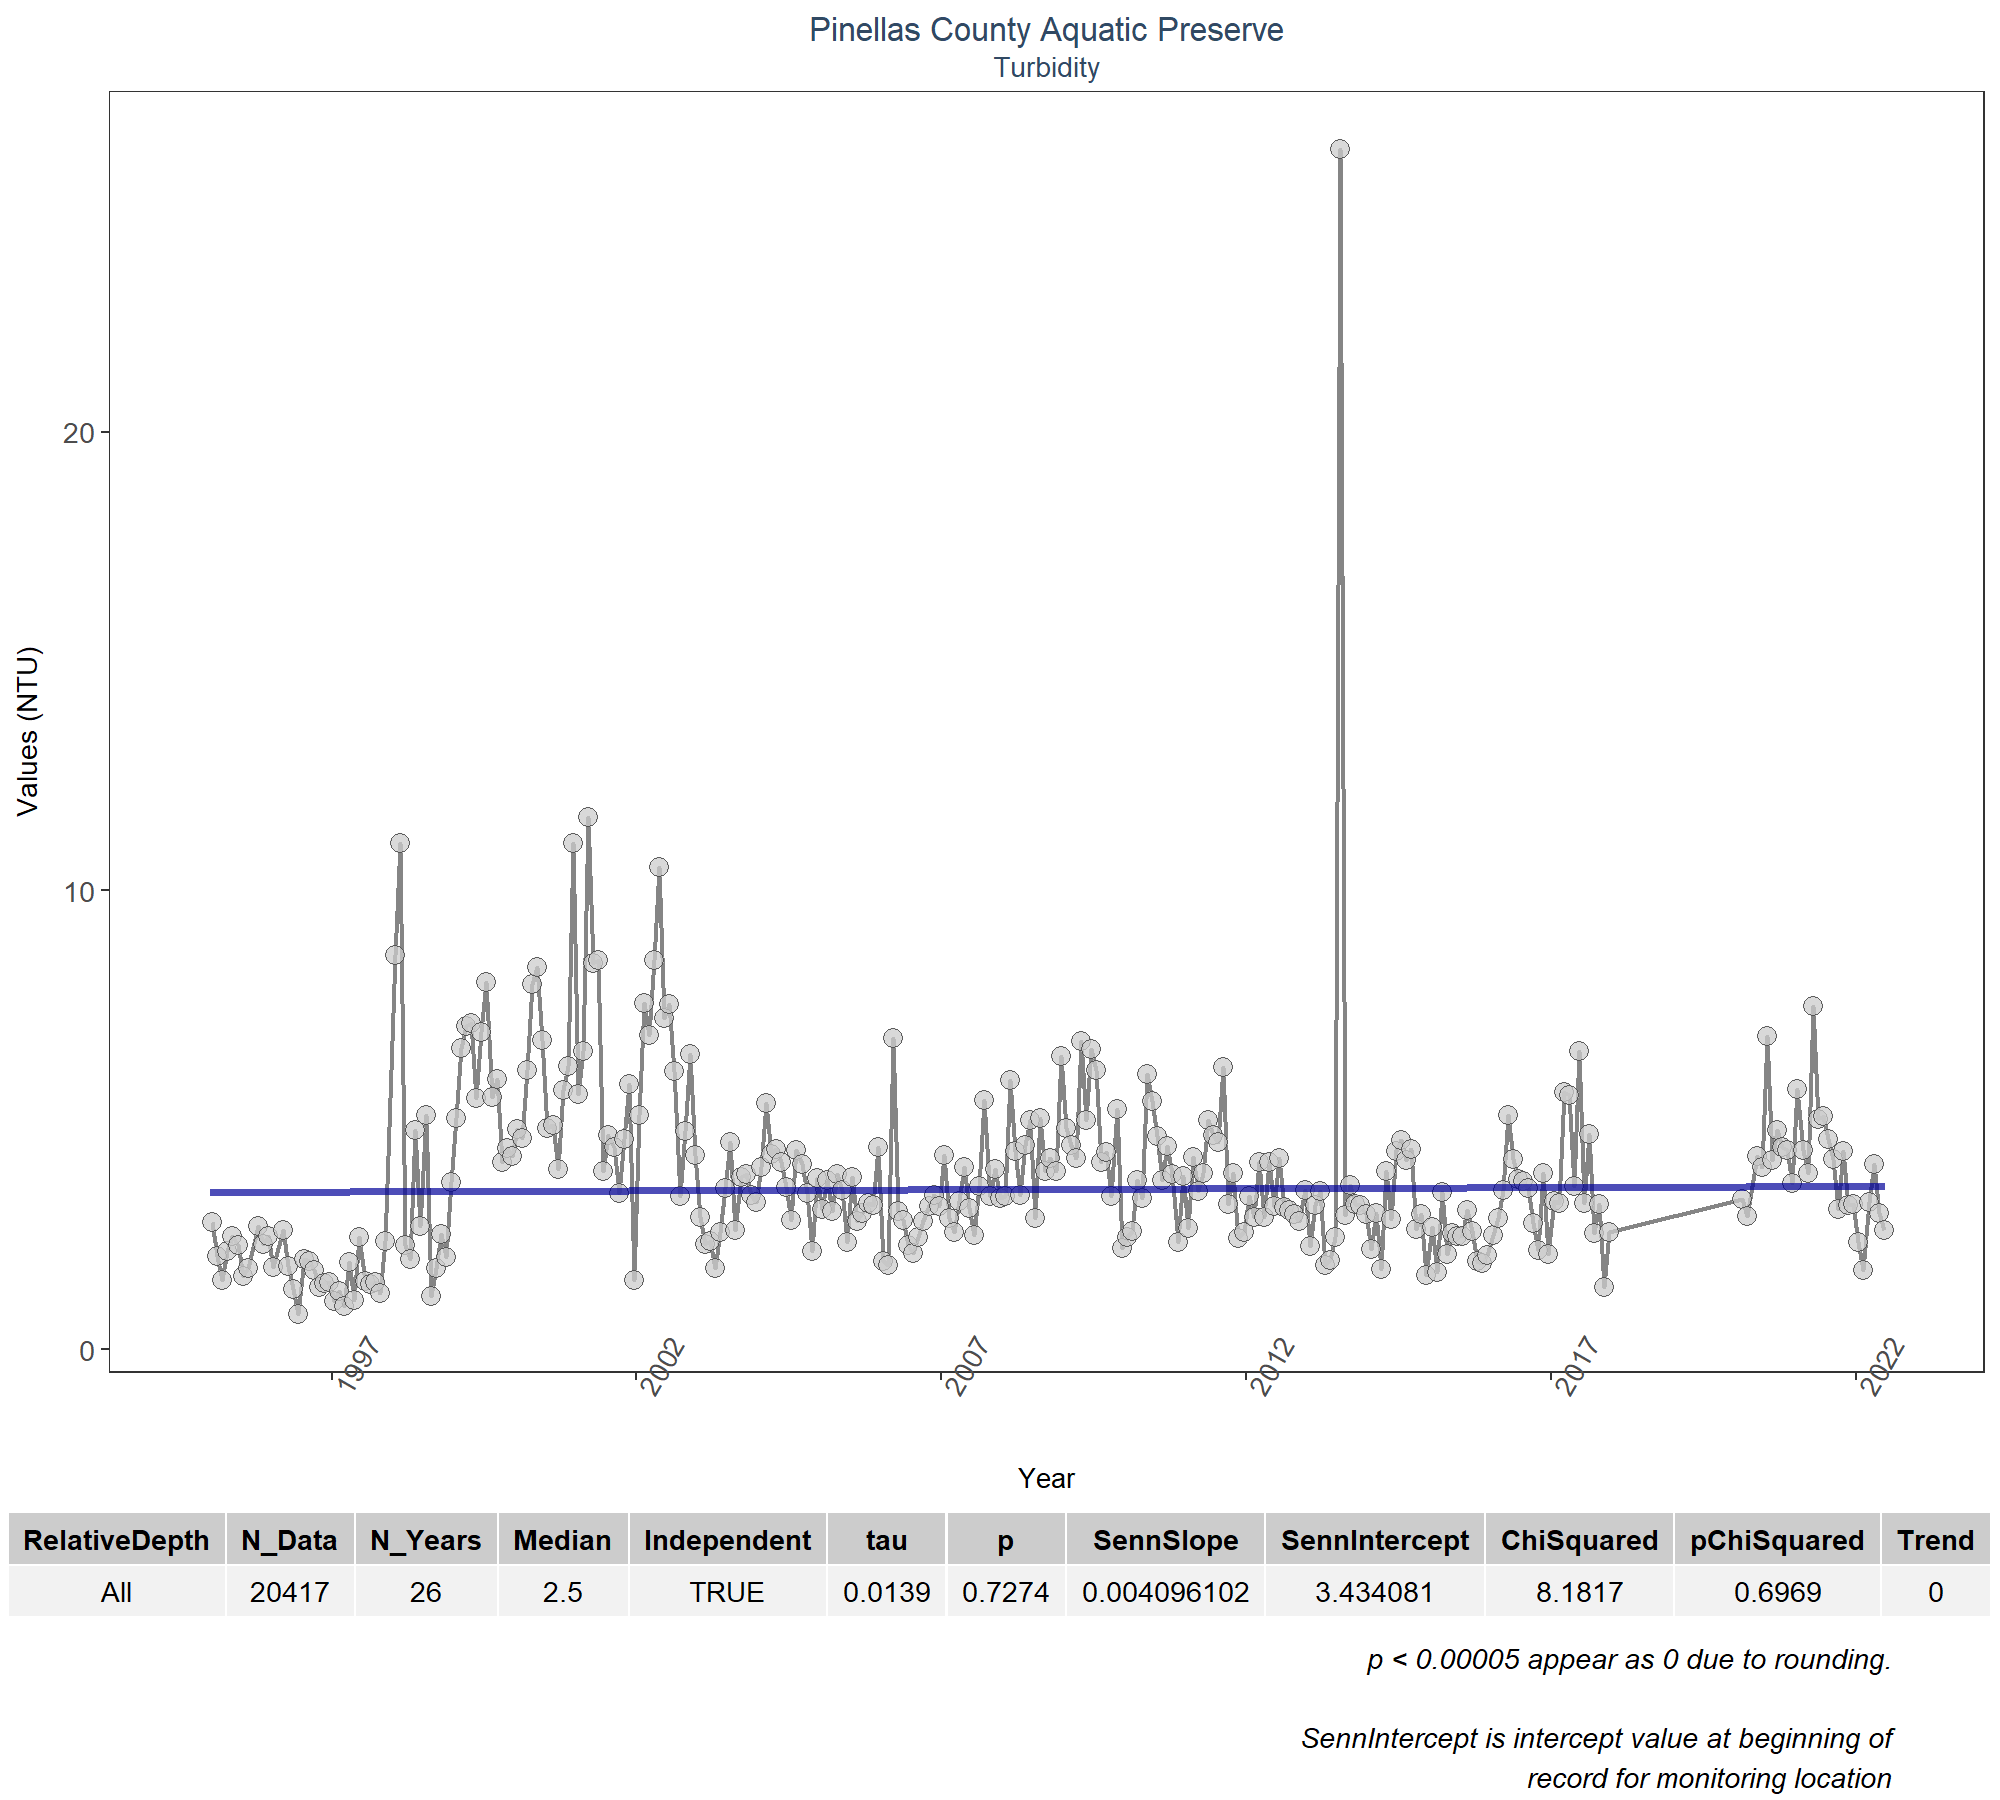 Pinellas County Aquatic Preserve
Turbidity
Values (NTU)
20
10
0
1997 2002 2007 2012 2017 2022
Year
RelativeDepth N_Data N_Years Median Independent tau p SennSlope SennIntercept ChiSquared pChiSquared Trend
All 20417 26 2.5 TRUE 0.0139 0.7274 0.004096102 3.434081 8.1817 0.6969 0
p < 0.00005 appear as 0 due to rounding.
SennIntercept is intercept value at beginning of
record for monitoring location